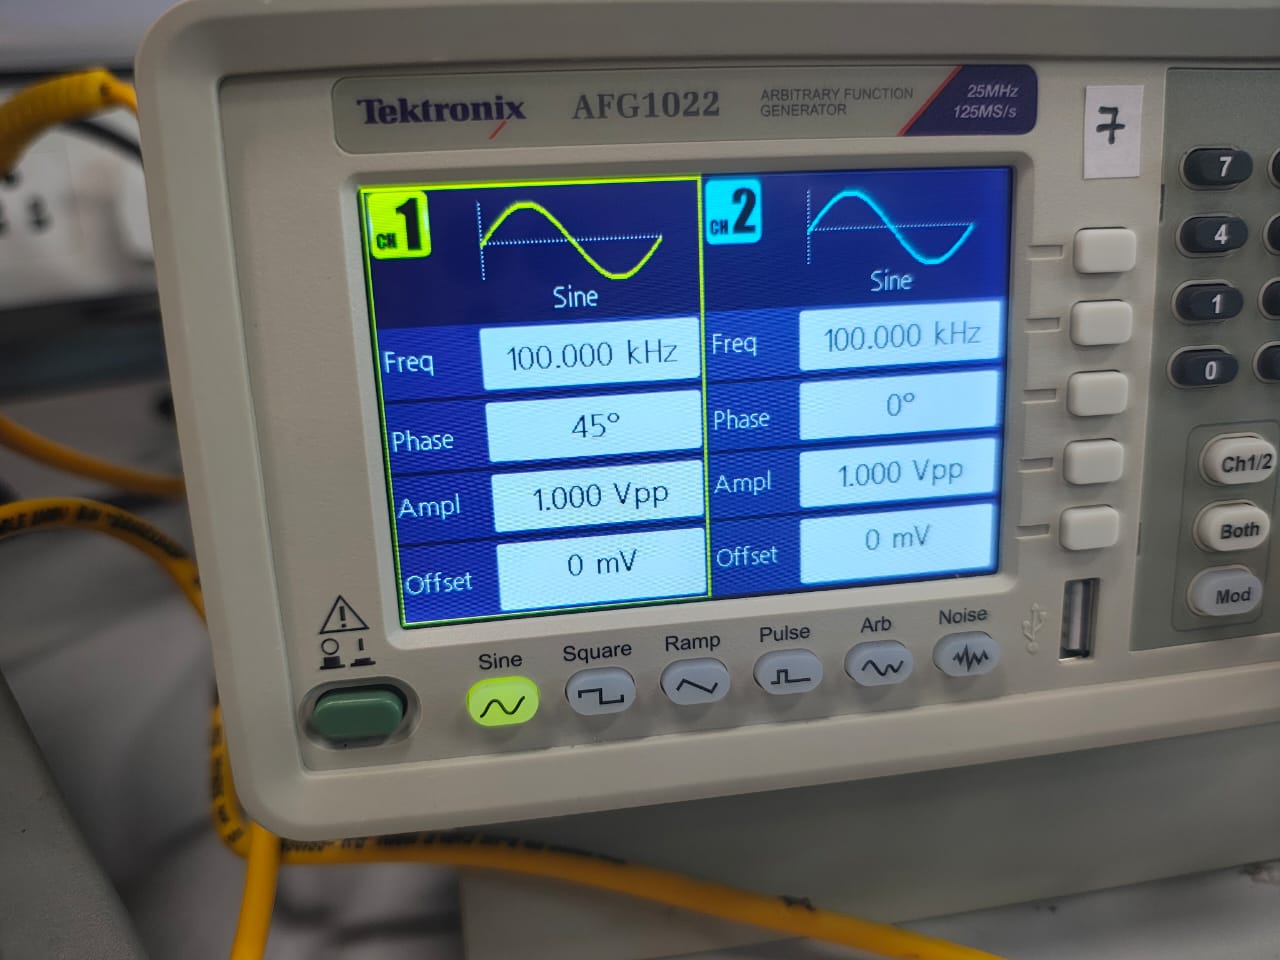 Tektronix AFG1022 ARBITRARY FUNCTION GENERATOR
25MHz
125MS/s
7
CH 1
Sine
Freq 100.000 kHz
Phase 45°
Ampl 1.000 Vpp
Offset 0 mV
CH 2
Sine
Freq 100.000 kHz
Phase 0°
Ampl 1.000 Vpp
Offset 0 mV
Sine Square Ramp Pulse Arb Noise
7
4
1
0
Ch1/2
Both
Mod